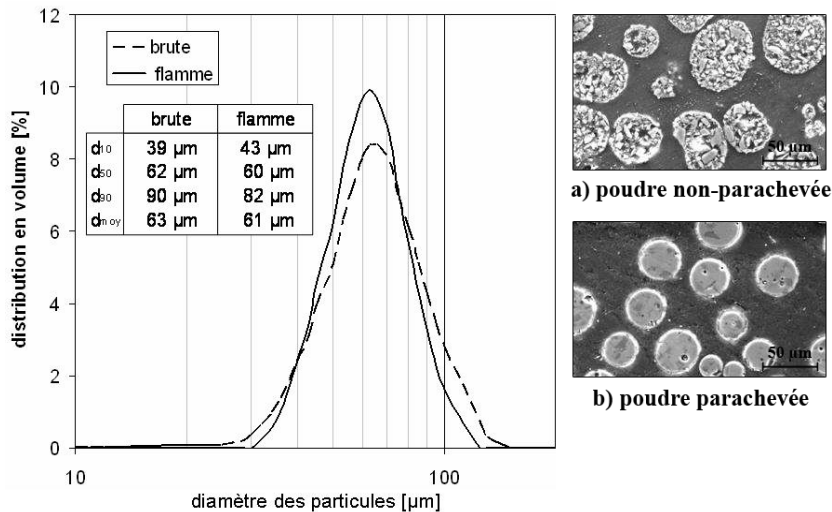 12
10
8
6
4
2
0
distribution en volume [%]
brute
flamme
brute flamme
d10 39 µm 43 µm
d50 62 µm 60 µm
d90 90 µm 82 µm
dmoy 63 µm 61 µm
10 100
diamètre des particules [µm]
50 µm
a) poudre non-parachevée
50 µm
b) poudre parachevée